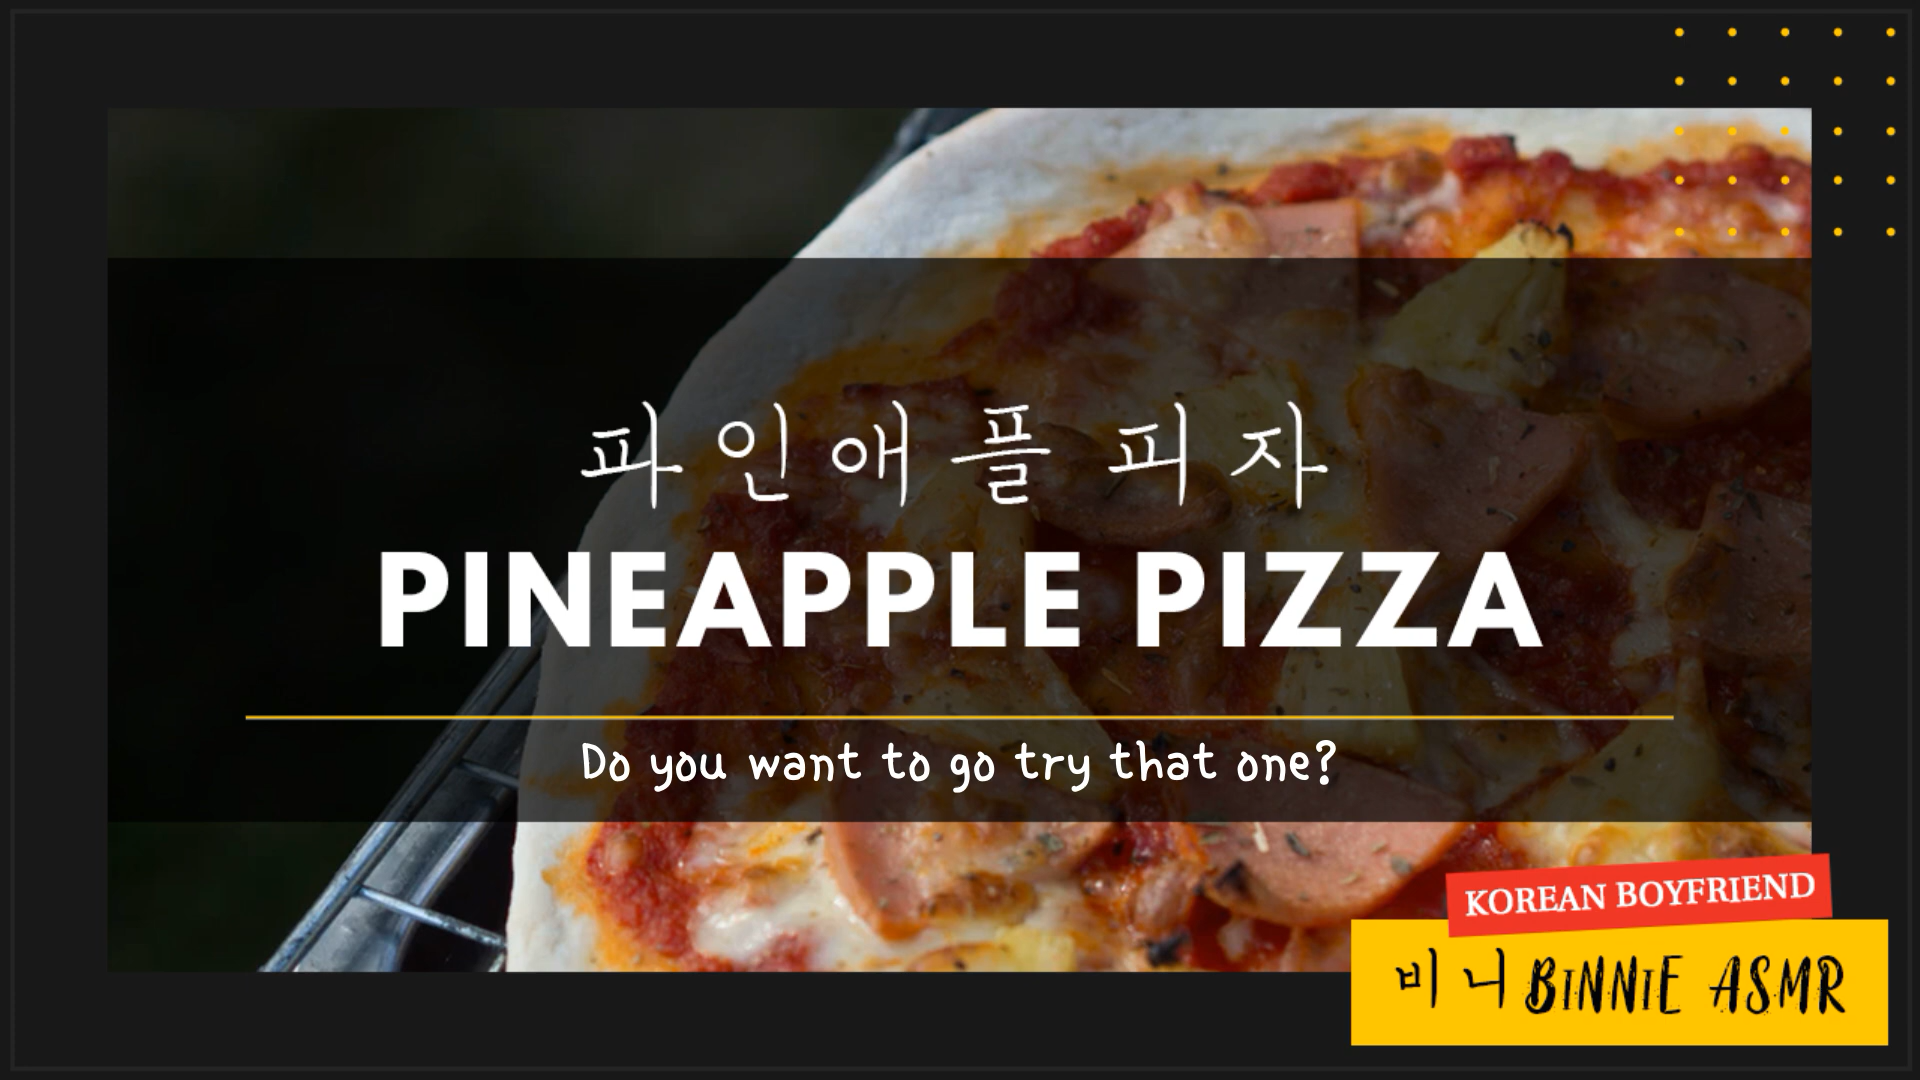 파인애플 피자
PINEAPPLE PIZZA
Do you want to go try that one?
KOREAN BOYFRIEND
비니 BINNIE ASMR